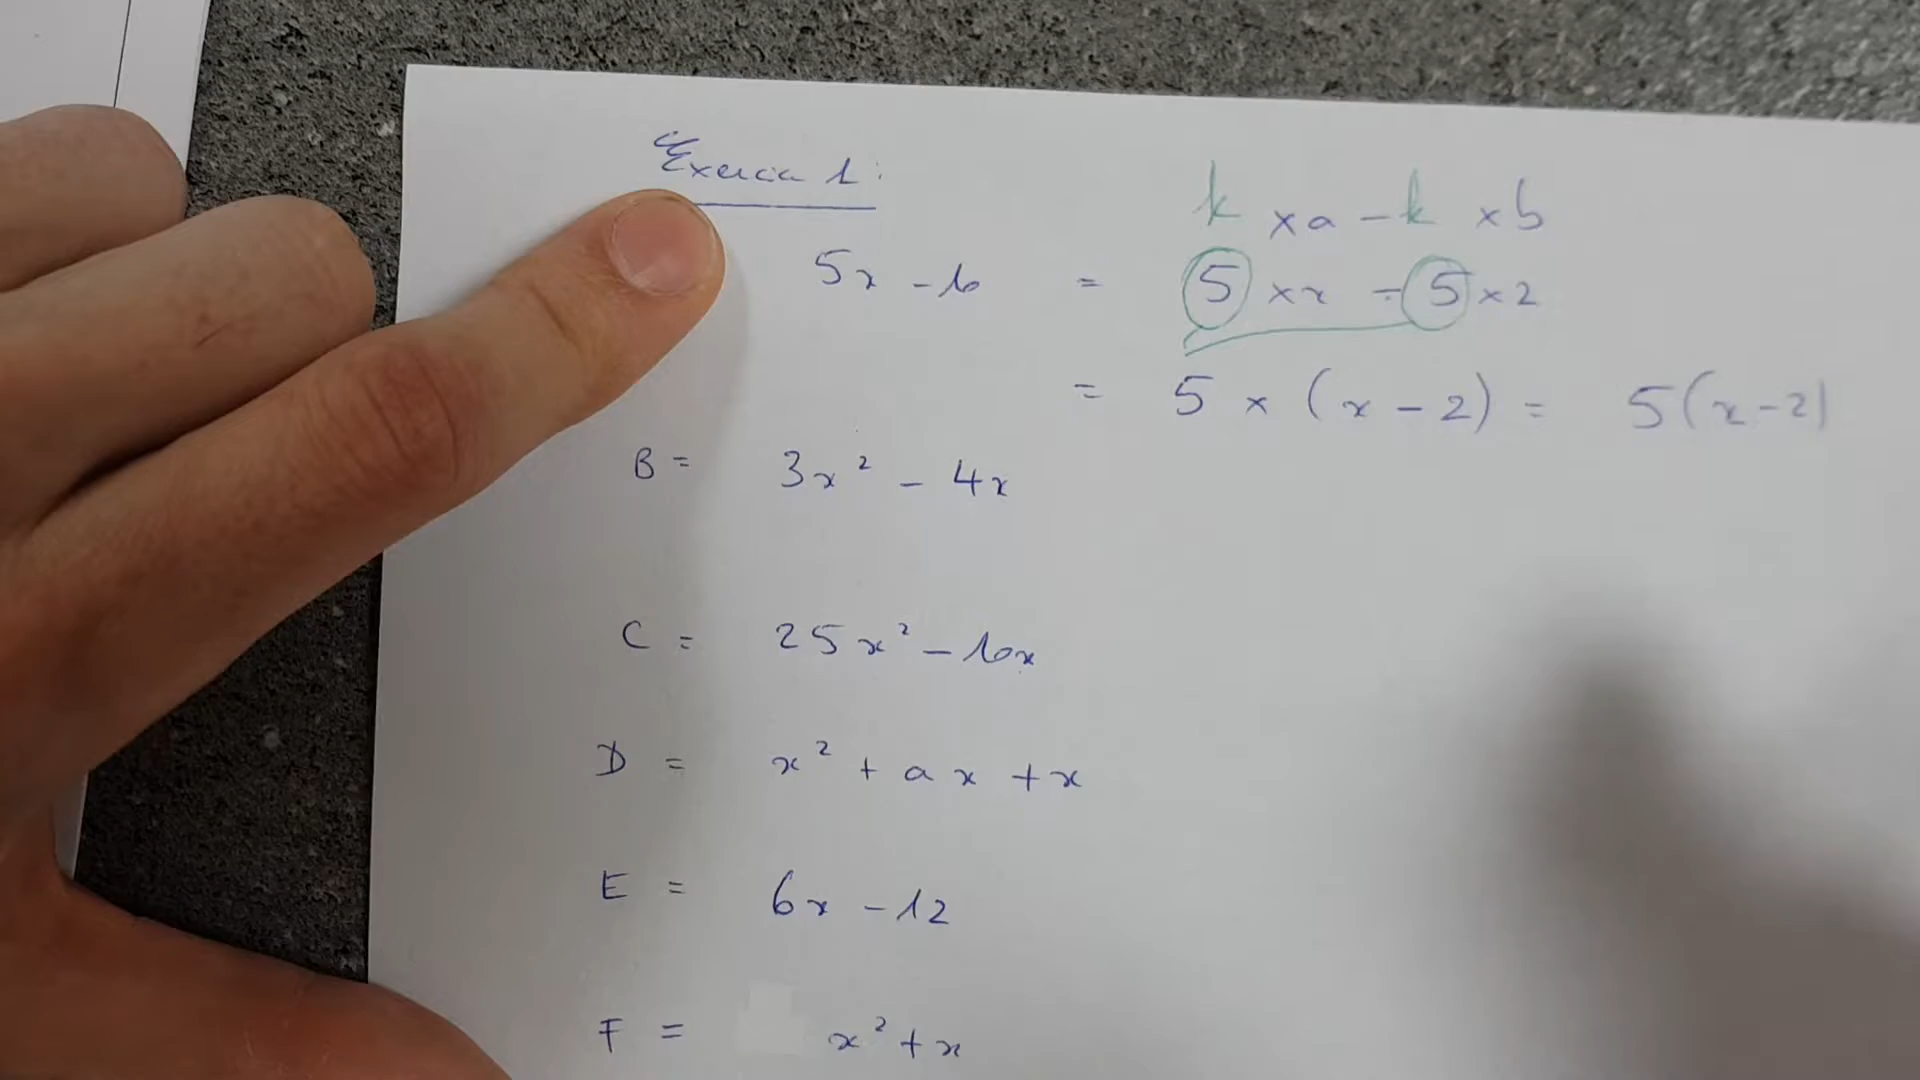 Exercice 1:
k × a - k × b
5x - 10 = 5 × x - 5 × 2
= 5 × (x - 2) = 5(x-2)
B = 3x² - 4x
C = 25x² - 10x
D = x² + ax + x
E = 6x - 12
F = x² + x